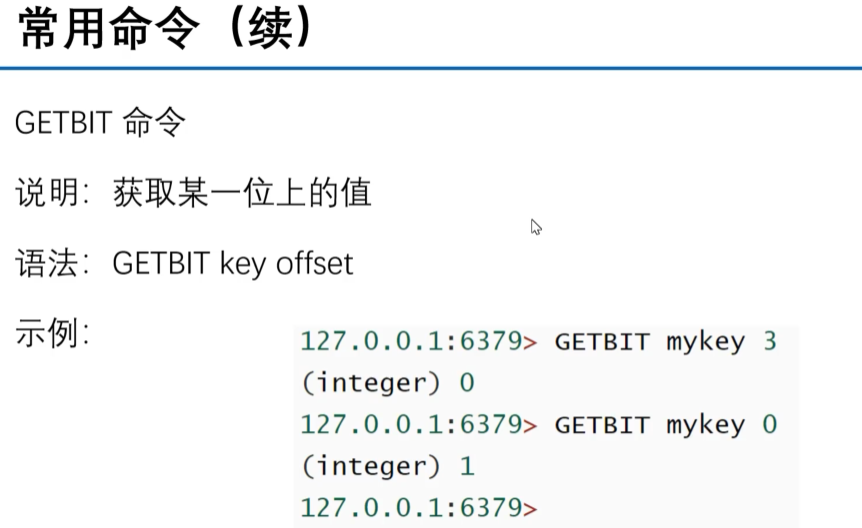 常用命令（续）
GETBIT 命令
说明：获取某一位上的值
语法：GETBIT key offset
示例：
127.0.0.1:6379> GETBIT mykey 3
(integer) 0
127.0.0.1:6379> GETBIT mykey 0
(integer) 1
127.0.0.1:6379>